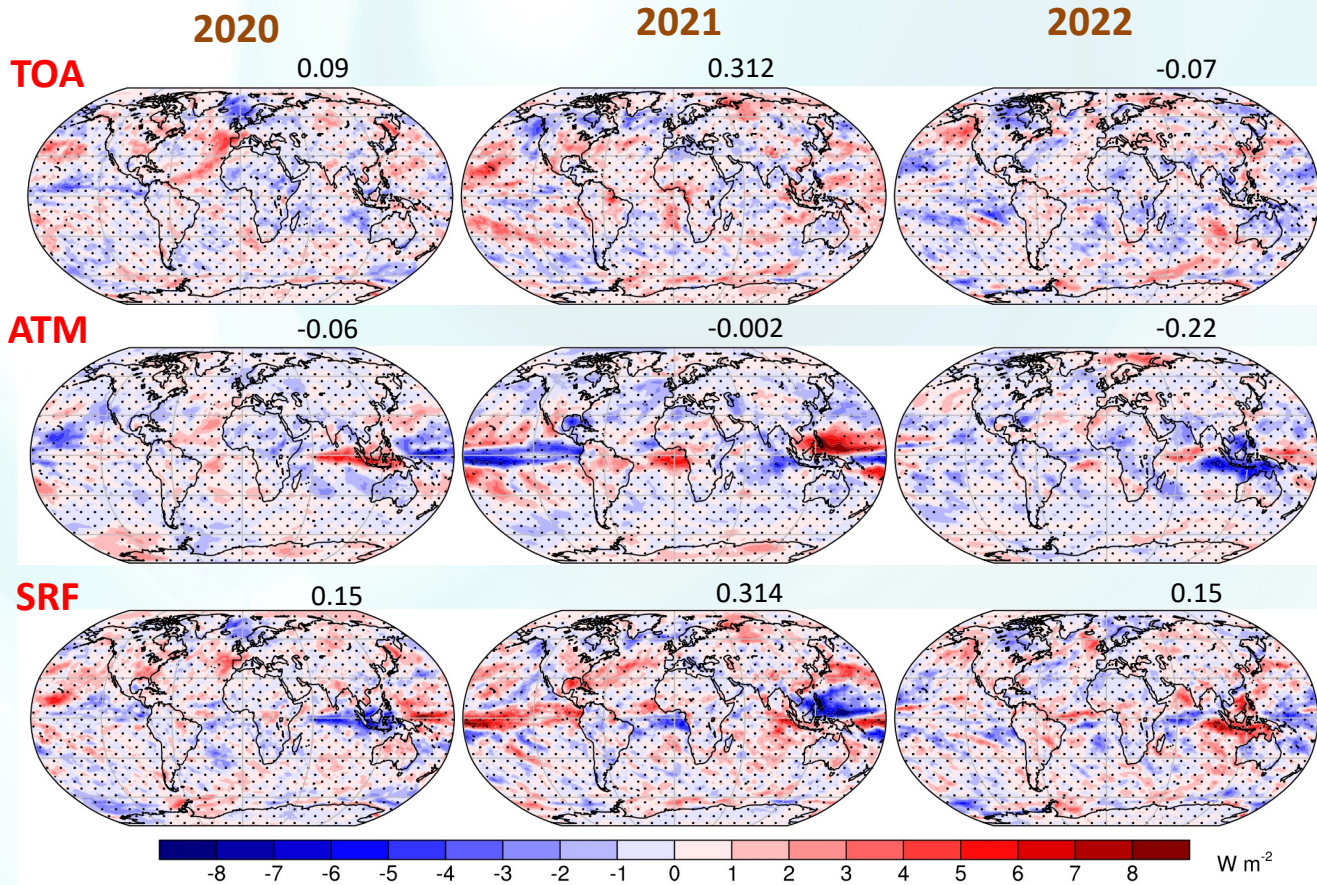 2020 2021 2022
TOA 0.09 0.312 -0.07
ATM -0.06 -0.002 -0.22
SRF 0.15 0.314 0.15
-8 -7 -6 -5 -4 -3 -2 -1 0 1 2 3 4 5 6 7 8 W m⁻²